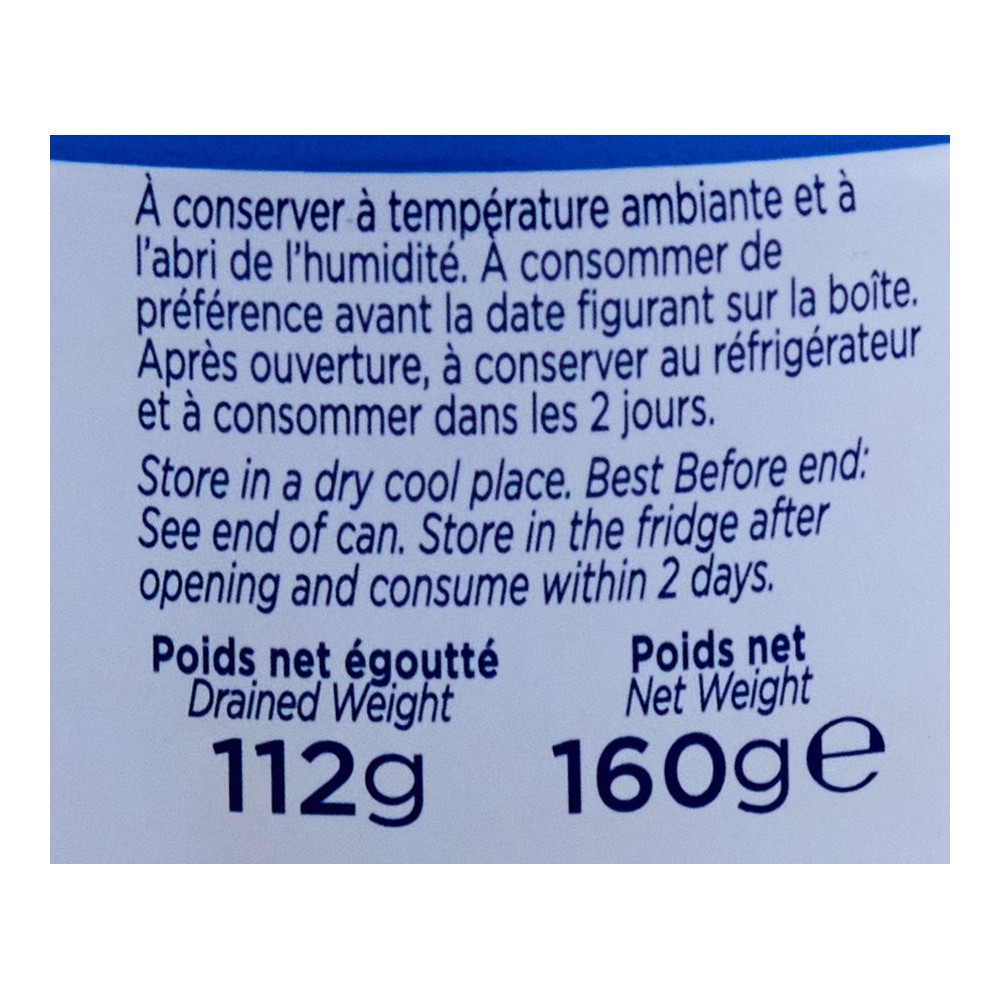 À conserver à température ambiante et à
l'abri de l'humidité. À consommer de
préférence avant la date figurant sur la boîte.
Après ouverture, à conserver au réfrigérateur
et à consommer dans les 2 jours.
Store in a dry cool place. Best Before end:
See end of can. Store in the fridge after
opening and consume within 2 days.
Poids net égoutté Poids net
Drained Weight Net Weight
112g 160g℮